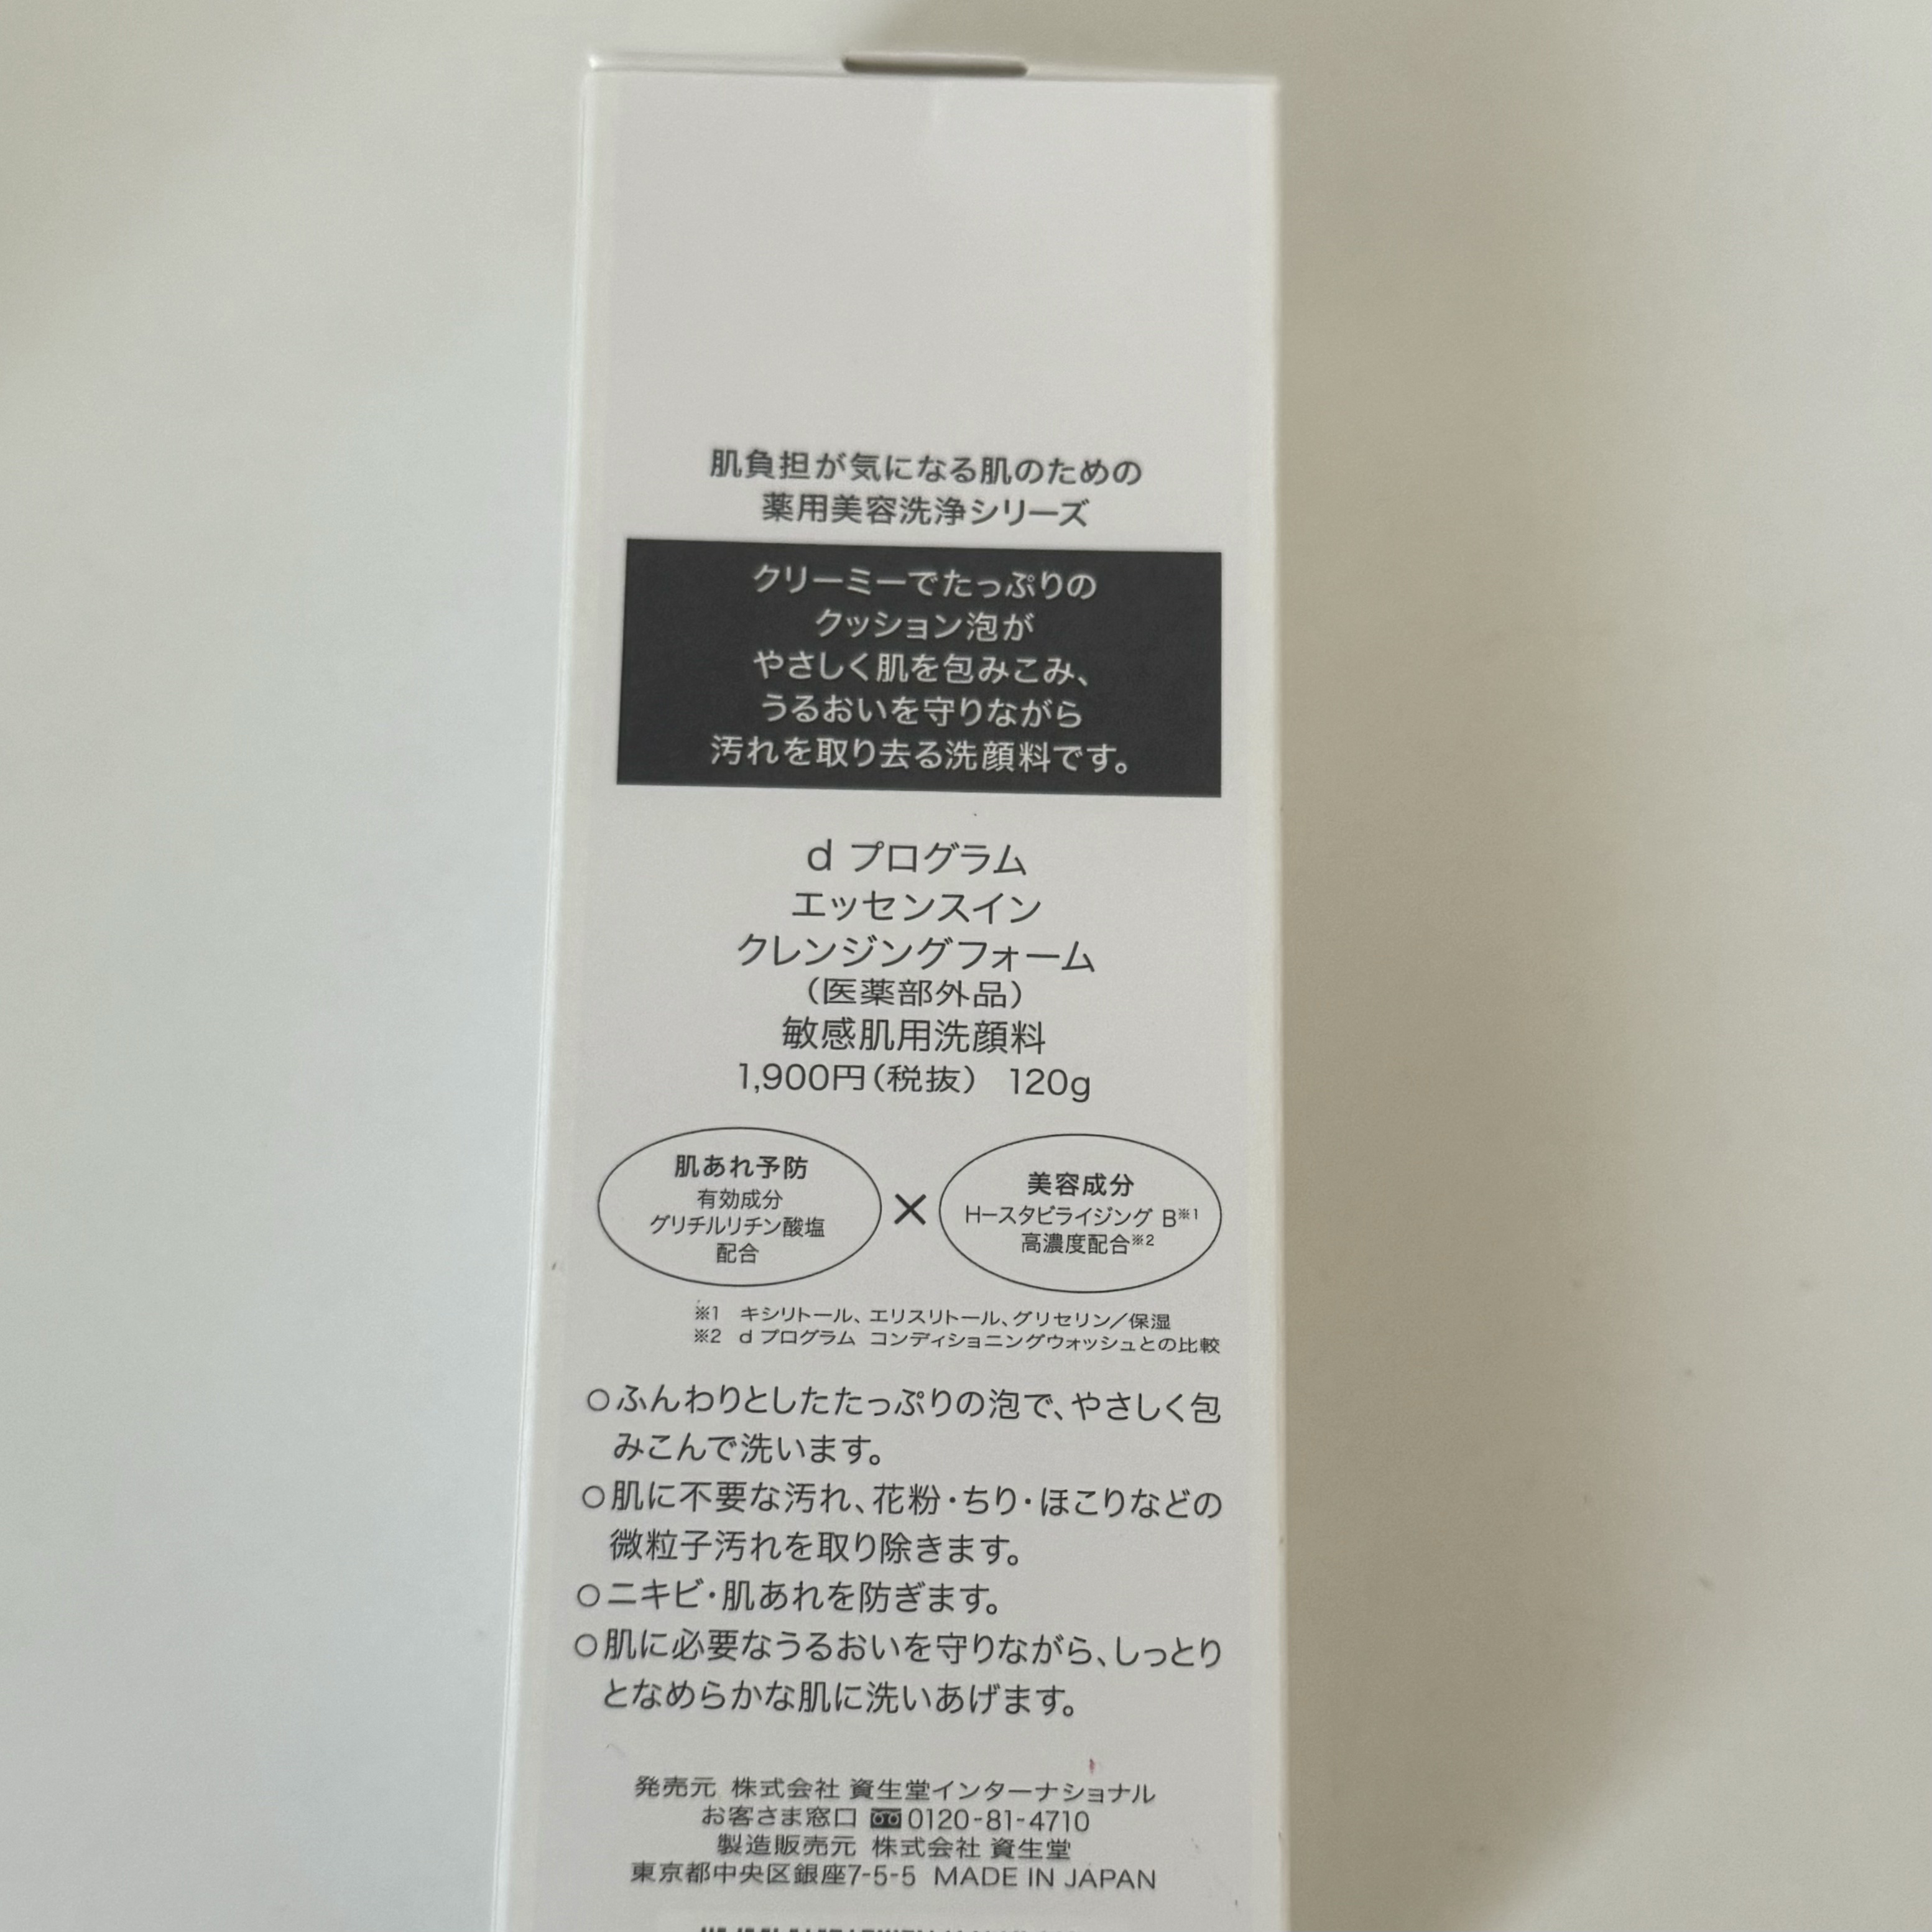 肌負担が気になる肌のための
薬用美容洗浄シリーズ
クリーミーでたっぷりの
クッション泡が
やさしく肌を包みこみ、
うるおいを守りながら
汚れを取り去る洗顔料です。
d プログラム
エッセンスイン
クレンジングフォーム
（医薬部外品）
敏感肌用洗顔料
1,900円（税抜） 120g
肌あれ予防
有効成分
グリチルリチン酸塩
配合
×
美容成分
H-スタビライジング B※1
高濃度配合※2
※1 キシリトール、エリスリトール、グリセリン／保湿
※2 d プログラム コンディショニングウォッシュとの比較
○ふんわりとしたたっぷりの泡で、やさしく包
みこんで洗います。
○肌に不要な汚れ、花粉・ちり・ほこりなどの
微粒子汚れを取り除きます。
○ニキビ・肌あれを防ぎます。
○肌に必要なうるおいを守りながら、しっとり
となめらかな肌に洗いあげます。
発売元 株式会社 資生堂インターナショナル
お客さま窓口 0120-81-4710
製造販売元 株式会社 資生堂
東京都中央区銀座7-5-5 MADE IN JAPAN